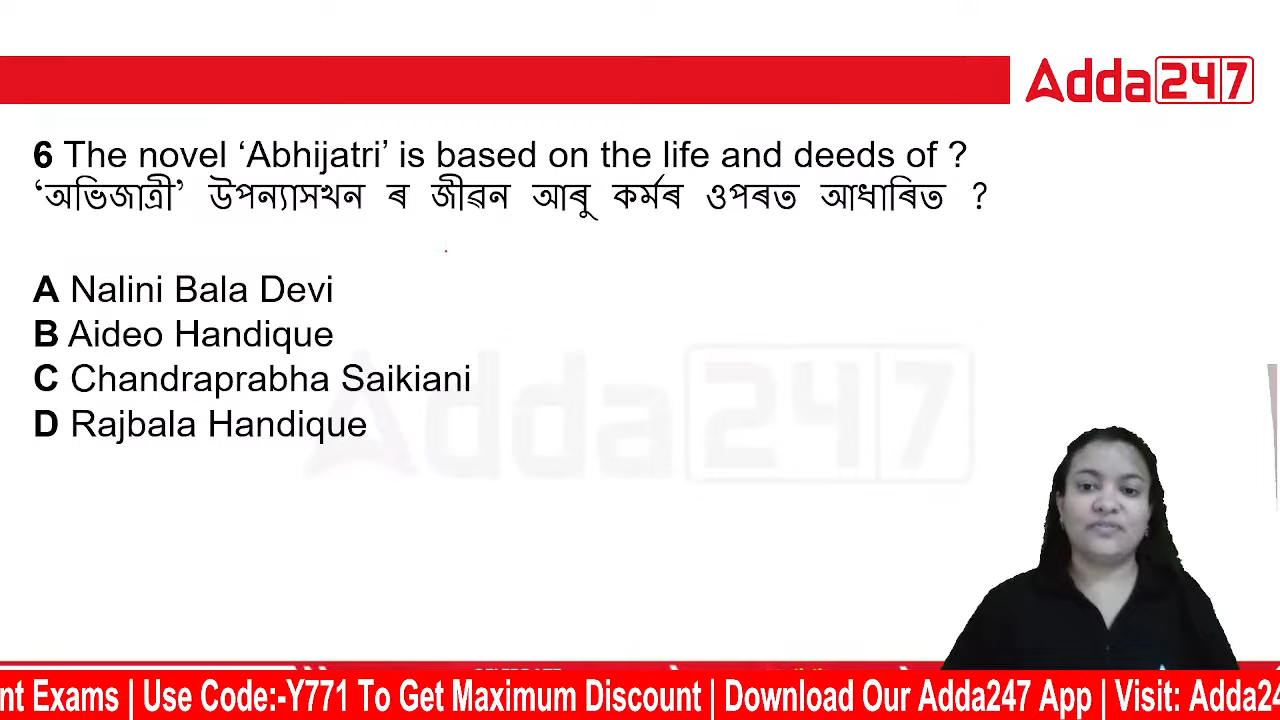 Adda247
6 The novel ‘Abhijatri’ is based on the life and deeds of ?
‘অভিজাত্ৰী’ উপন্যাসখন ৰ জীৱন আৰু কৰ্মৰ ওপৰত আধাৰিত ?
A Nalini Bala Devi
B Aideo Handique
C Chandraprabha Saikiani
D Rajbala Handique
Adda247
nt Exams | Use Code:-Y771 To Get Maximum Discount | Download Our Adda247 App | Visit: Adda24